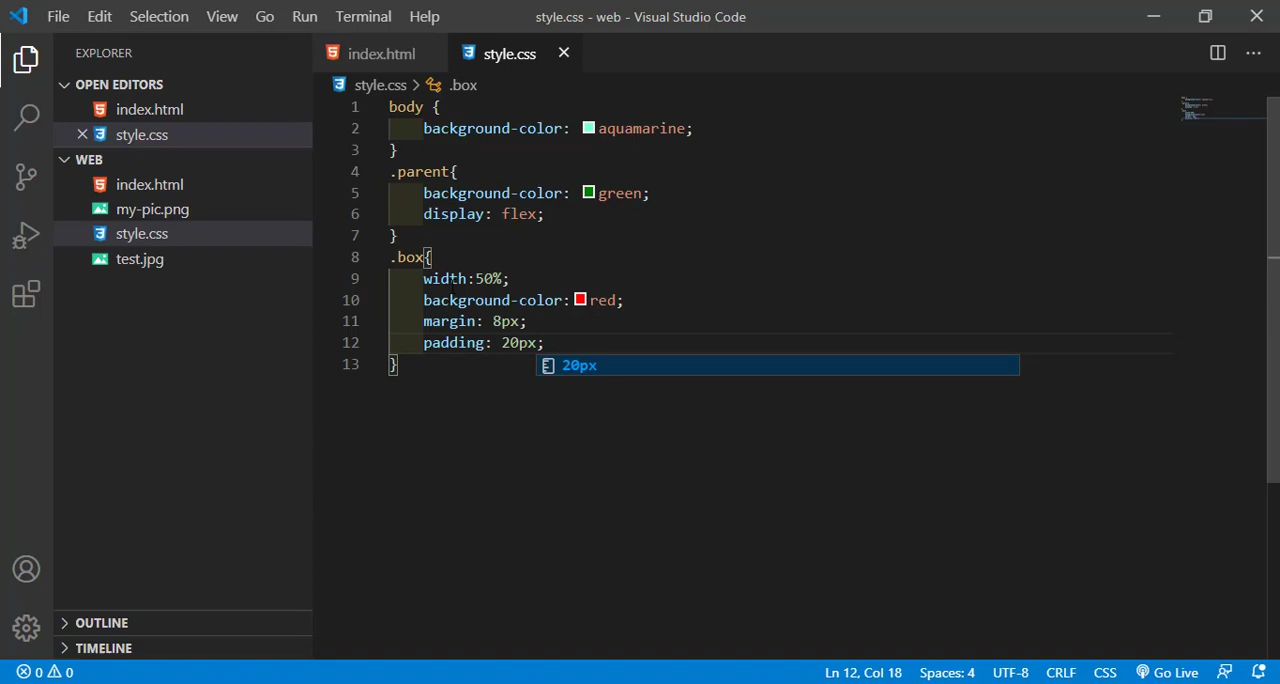 File Edit Selection View Go Run Terminal Help style.css - web - Visual Studio Code
EXPLORER
OPEN EDITORS
index.html
style.css
WEB
index.html
my-pic.png
style.css
test.jpg
OUTLINE
TIMELINE
index.html style.css
style.css > .box
1 body {
2 background-color: aquamarine;
3 }
4 .parent{
5 background-color: green;
6 display: flex;
7 }
8 .box{
9 width:50%;
10 background-color: red;
11 margin: 8px;
12 padding: 20px;
20px
13 }
0 0 Ln 12, Col 18 Spaces: 4 UTF-8 CRLF CSS Go Live